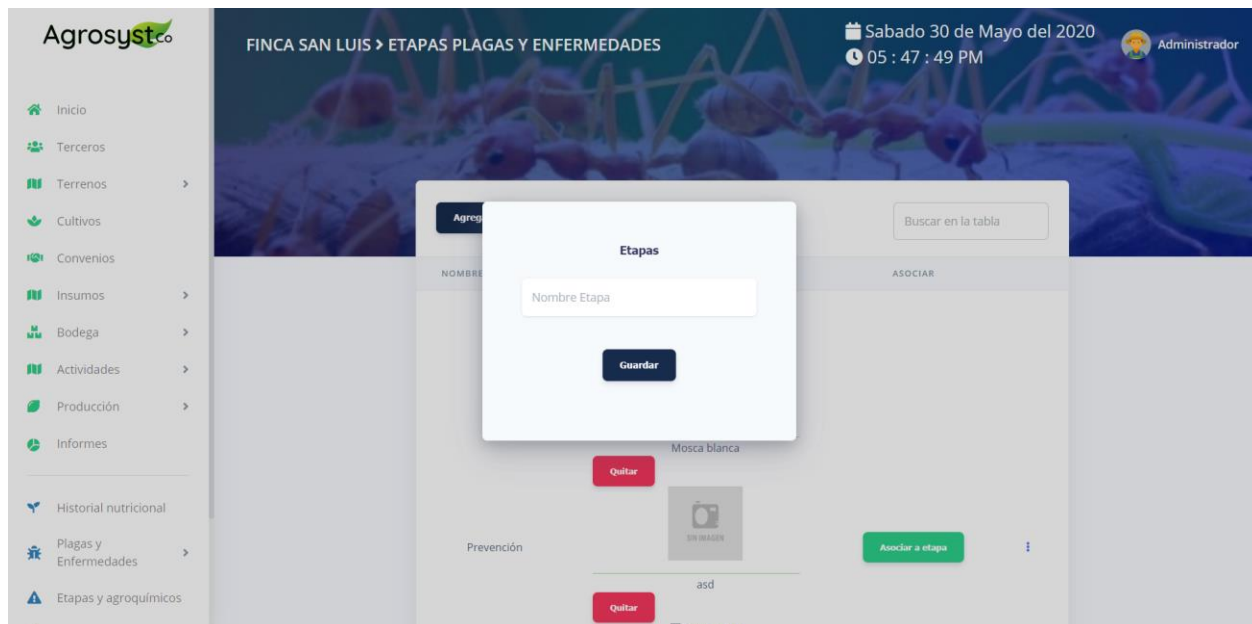 Agrosystco
FINCA SAN LUIS > ETAPAS PLAGAS Y ENFERMEDADES
Sabado 30 de Mayo del 2020
05 : 47 : 49 PM
Administrador
Inicio
Terceros
Terrenos
Cultivos
Convenios
Insumos
Bodega
Actividades
Producción
Informes
Historial nutricional
Plagas y
Enfermedades
Etapas y agroquímicos
Agreg
Buscar en la tabla
NOMBRE
ASOCIAR
Etapas
Nombre Etapa
Guardar
Mosca blanca
Quitar
SIN IMAGEN
Prevención
Asociar a etapa
asd
Quitar